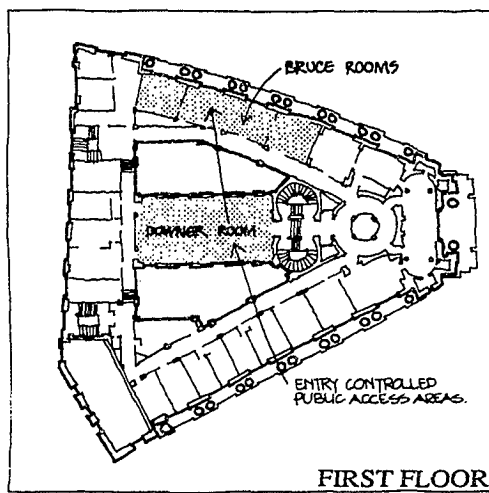 BRUCE ROOMS
DOWNER ROOM
ENTRY CONTROLLED
PUBLIC ACCESS AREAS.
FIRST FLOOR